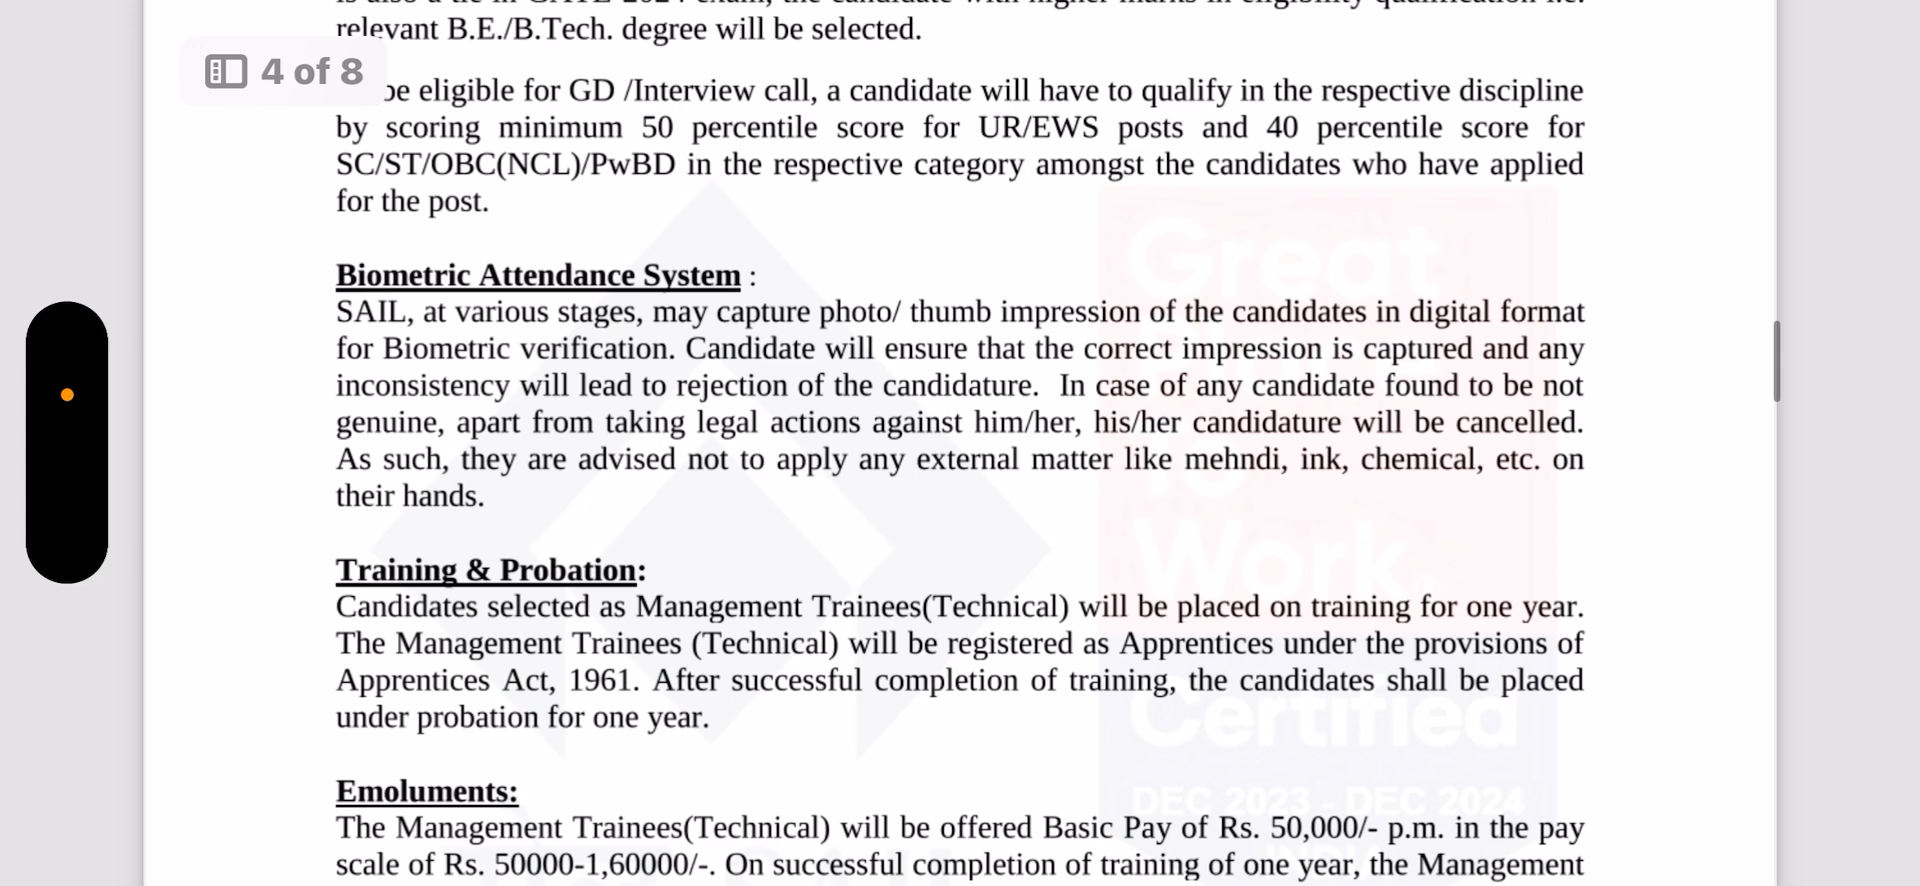 relevant B.E./B.Tech. degree will be selected.
4 of 8
be eligible for GD /Interview call, a candidate will have to qualify in the respective discipline
by scoring minimum 50 percentile score for UR/EWS posts and 40 percentile score for
SC/ST/OBC(NCL)/PwBD in the respective category amongst the candidates who have applied
for the post.
Biometric Attendance System :
SAIL, at various stages, may capture photo/ thumb impression of the candidates in digital format
for Biometric verification. Candidate will ensure that the correct impression is captured and any
inconsistency will lead to rejection of the candidature. In case of any candidate found to be not
genuine, apart from taking legal actions against him/her, his/her candidature will be cancelled.
As such, they are advised not to apply any external matter like mehndi, ink, chemical, etc. on
their hands.
Training & Probation:
Candidates selected as Management Trainees(Technical) will be placed on training for one year.
The Management Trainees (Technical) will be registered as Apprentices under the provisions of
Apprentices Act, 1961. After successful completion of training, the candidates shall be placed
under probation for one year.
Emoluments:
The Management Trainees(Technical) will be offered Basic Pay of Rs. 50,000/- p.m. in the pay
scale of Rs. 50000-1,60000/-. On successful completion of training of one year, the Management
Great
To
Work.
Certified
DEC 2023 - DEC 2024
INDIA